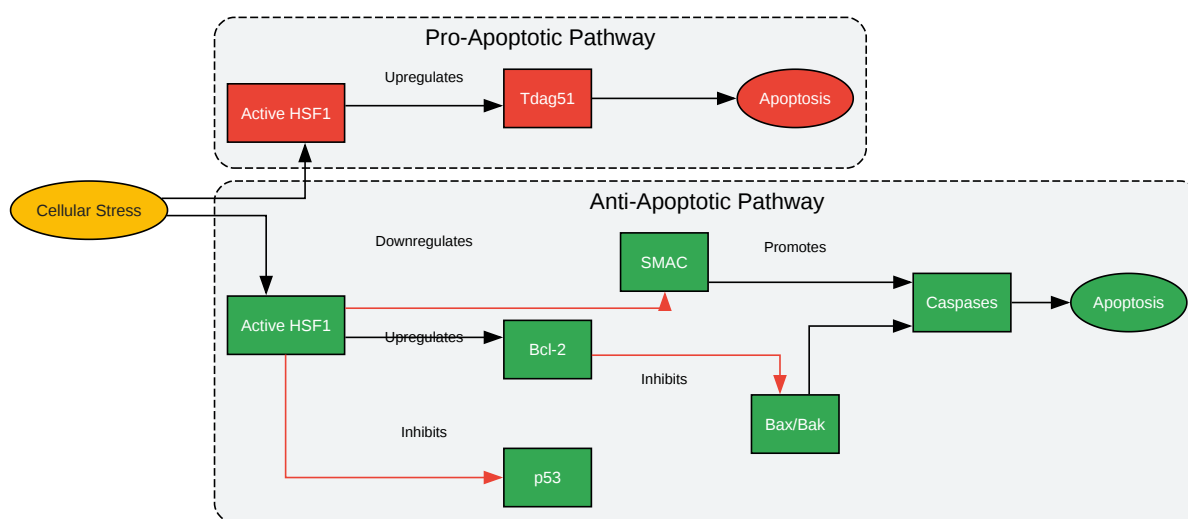 Pro-Apoptotic Pathway
Upregulates
Active HSF1
Tdag51
Apoptosis
Cellular Stress
Anti-Apoptotic Pathway
Downregulates
SMAC
Promotes
Active HSF1
Upregulates
Bcl-2
Caspases
Apoptosis
Inhibits
Bax/Bak
Inhibits
p53